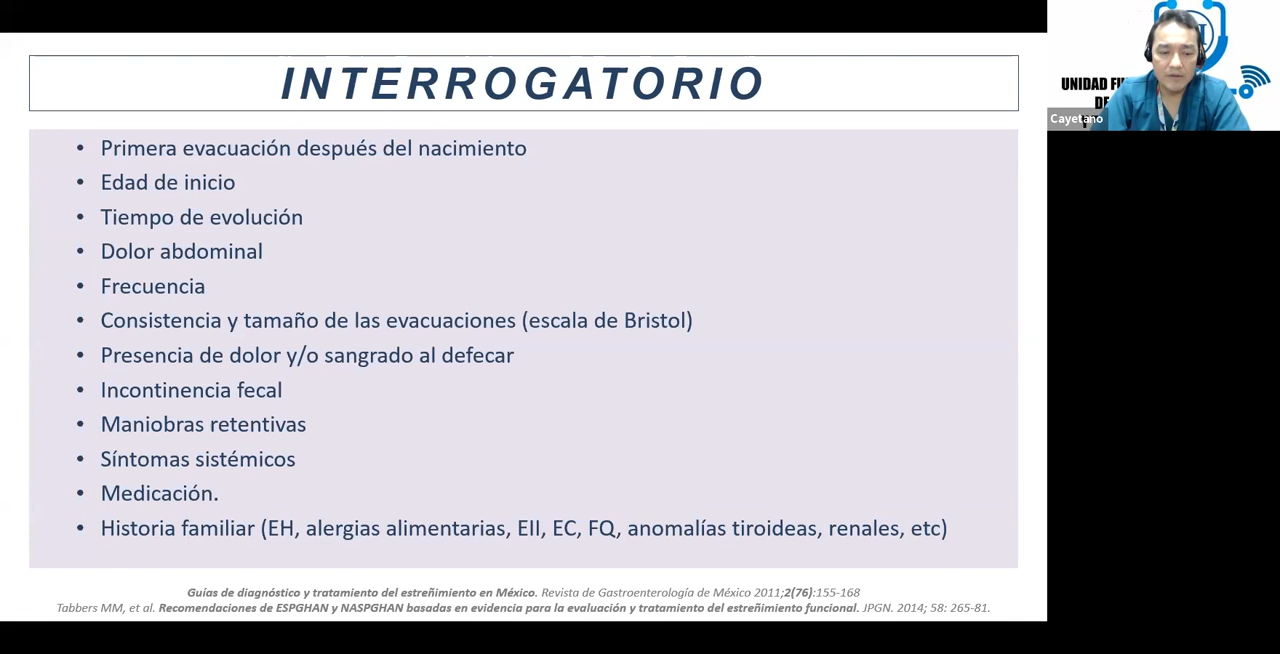 INTERROGATORIO
• Primera evacuación después del nacimiento
• Edad de inicio
• Tiempo de evolución
• Dolor abdominal
• Frecuencia
• Consistencia y tamaño de las evacuaciones (escala de Bristol)
• Presencia de dolor y/o sangrado al defecar
• Incontinencia fecal
• Maniobras retentivas
• Síntomas sistémicos
• Medicación.
• Historia familiar (EH, alergias alimentarias, EII, EC, FQ, anomalías tiroideas, renales, etc)
Guías de diagnóstico y tratamiento del estreñimiento en México. Revista de Gastroenterología de México 2011;2(76):155-168
Tabbers MM, et al. Recomendaciones de ESPGHAN y NASPGHAN basadas en evidencia para la evaluación y tratamiento del estreñimiento funcional. JPGN. 2014; 58: 265-81.
UNIDAD
DE
Cayetano